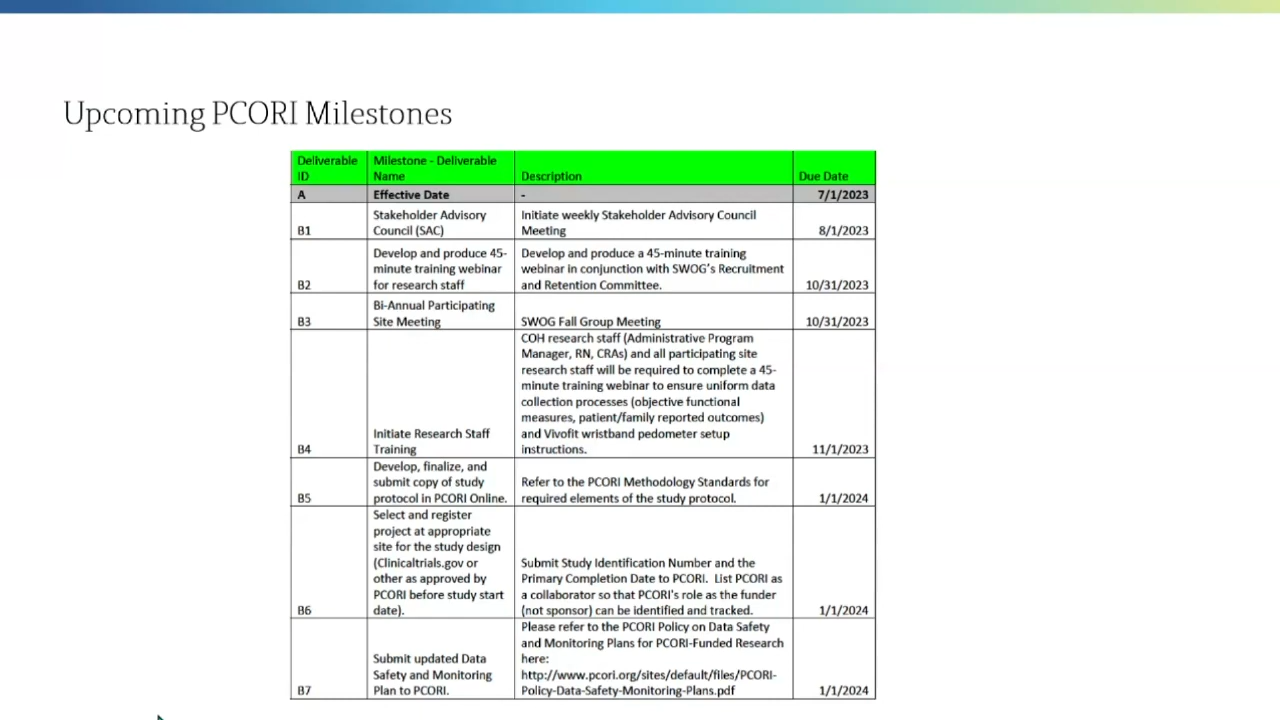 Upcoming PCORI Milestones
Deliverable ID
Milestone - Deliverable Name
Description
Due Date
A
Effective Date
-
7/1/2023
B1
Stakeholder Advisory
Council (SAC)
Initiate weekly Stakeholder Advisory Council
Meeting
8/1/2023
B2
Develop and produce 45-
minute training webinar
for research staff
Develop and produce a 45-minute training
webinar in conjunction with SWOG's Recruitment
and Retention Committee.
10/31/2023
B3
Bi-Annual Participating
Site Meeting
SWOG Fall Group Meeting
10/31/2023
B4
Initiate Research Staff
Training
COH research staff (Administrative Program
Manager, RN, CRAs) and all participating site
research staff will be required to complete a 45-
minute training webinar to ensure uniform data
collection processes (objective functional
measures, patient/family reported outcomes)
and Vivofit wristband pedometer setup
instructions.
11/1/2023
B5
Develop, finalize, and
submit copy of study
protocol in PCORI Online.
Refer to the PCORI Methodology Standards for
required elements of the study protocol.
1/1/2024
B6
Select and register
project at appropriate
site for the study design
(Clinicaltrials.gov or
other as approved by
PCORI before study start
date).
Submit Study Identification Number and the
Primary Completion Date to PCORI. List PCORI as
a collaborator so that PCORI's role as the funder
(not sponsor) can be identified and tracked.
1/1/2024
B7
Submit updated Data
Safety and Monitoring
Plan to PCORI.
Please refer to the PCORI Policy on Data Safety
and Monitoring Plans for PCORI-Funded Research
here:
http://www.pcori.org/sites/default/files/PCORI-
Policy-Data-Safety-Monitoring-Plans.pdf
1/1/2024